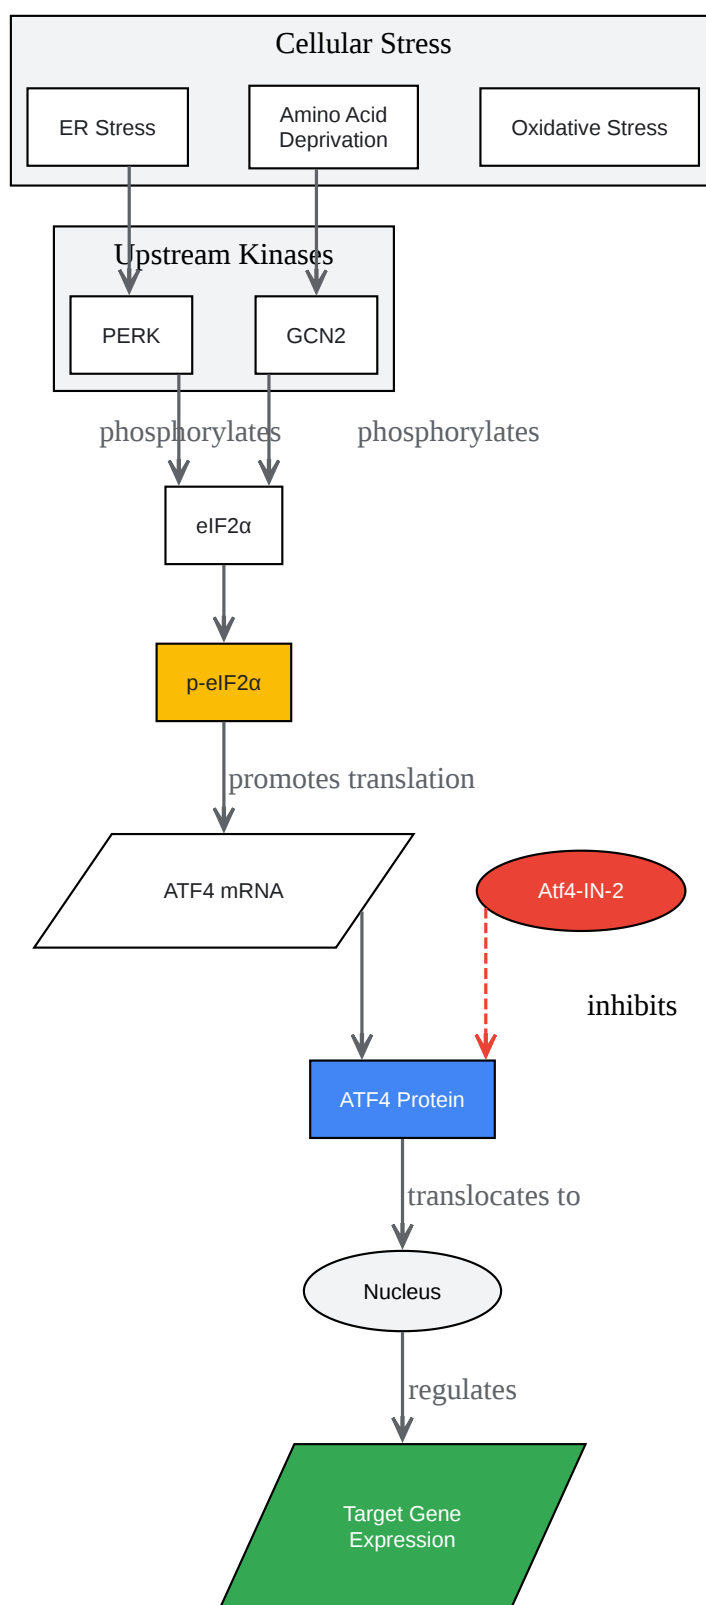 Cellular Stress
ER Stress
Amino Acid
Deprivation
Oxidative Stress
Upstream Kinases
PERK
GCN2
phosphorylates
phosphorylates
eIF2α
p-eIF2α
promotes translation
ATF4 mRNA
Atf4-IN-2
inhibits
ATF4 Protein
translocates to
Nucleus
regulates
Target Gene
Expression